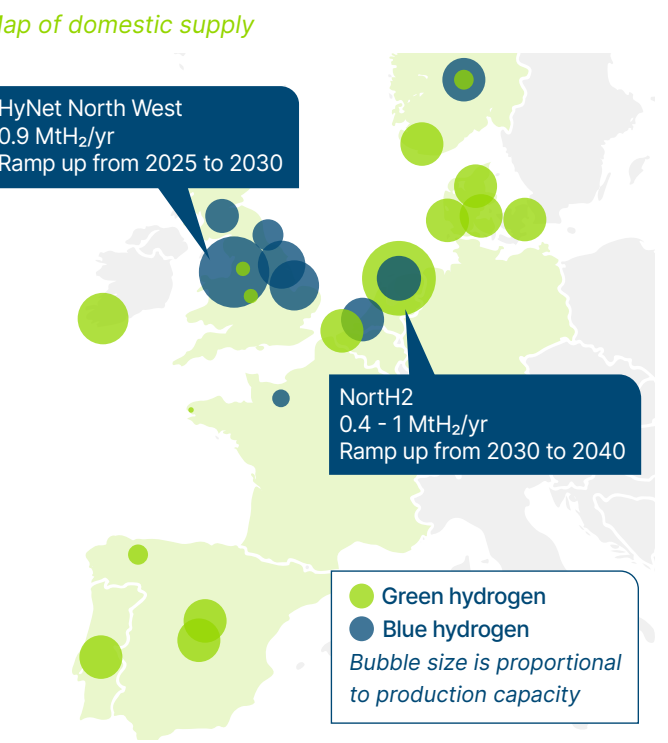 Map of domestic supply
HyNet North West
0.9 MtH₂/yr
Ramp up from 2025 to 2030
NortH2
0.4 - 1 MtH₂/yr
Ramp up from 2030 to 2040
Green hydrogen
Blue hydrogen
Bubble size is proportional
to production capacity